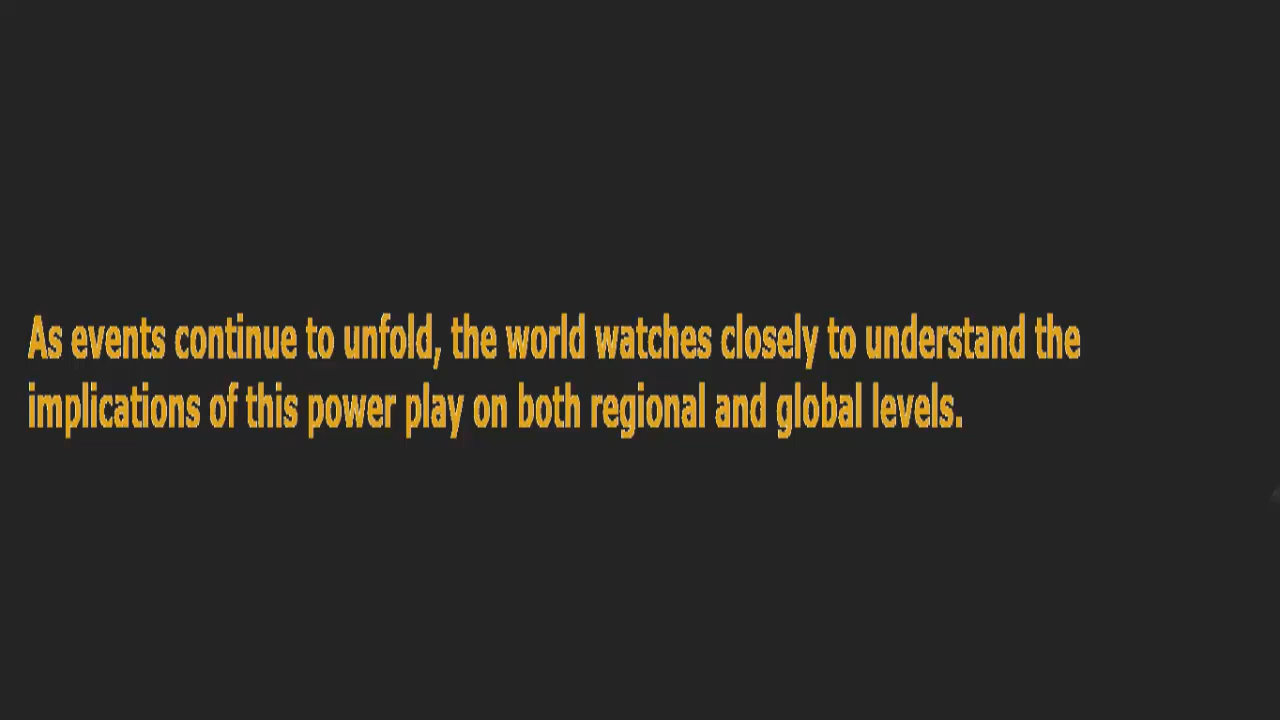 As events continue to unfold, the world watches closely to understand the
implications of this power play on both regional and global levels.